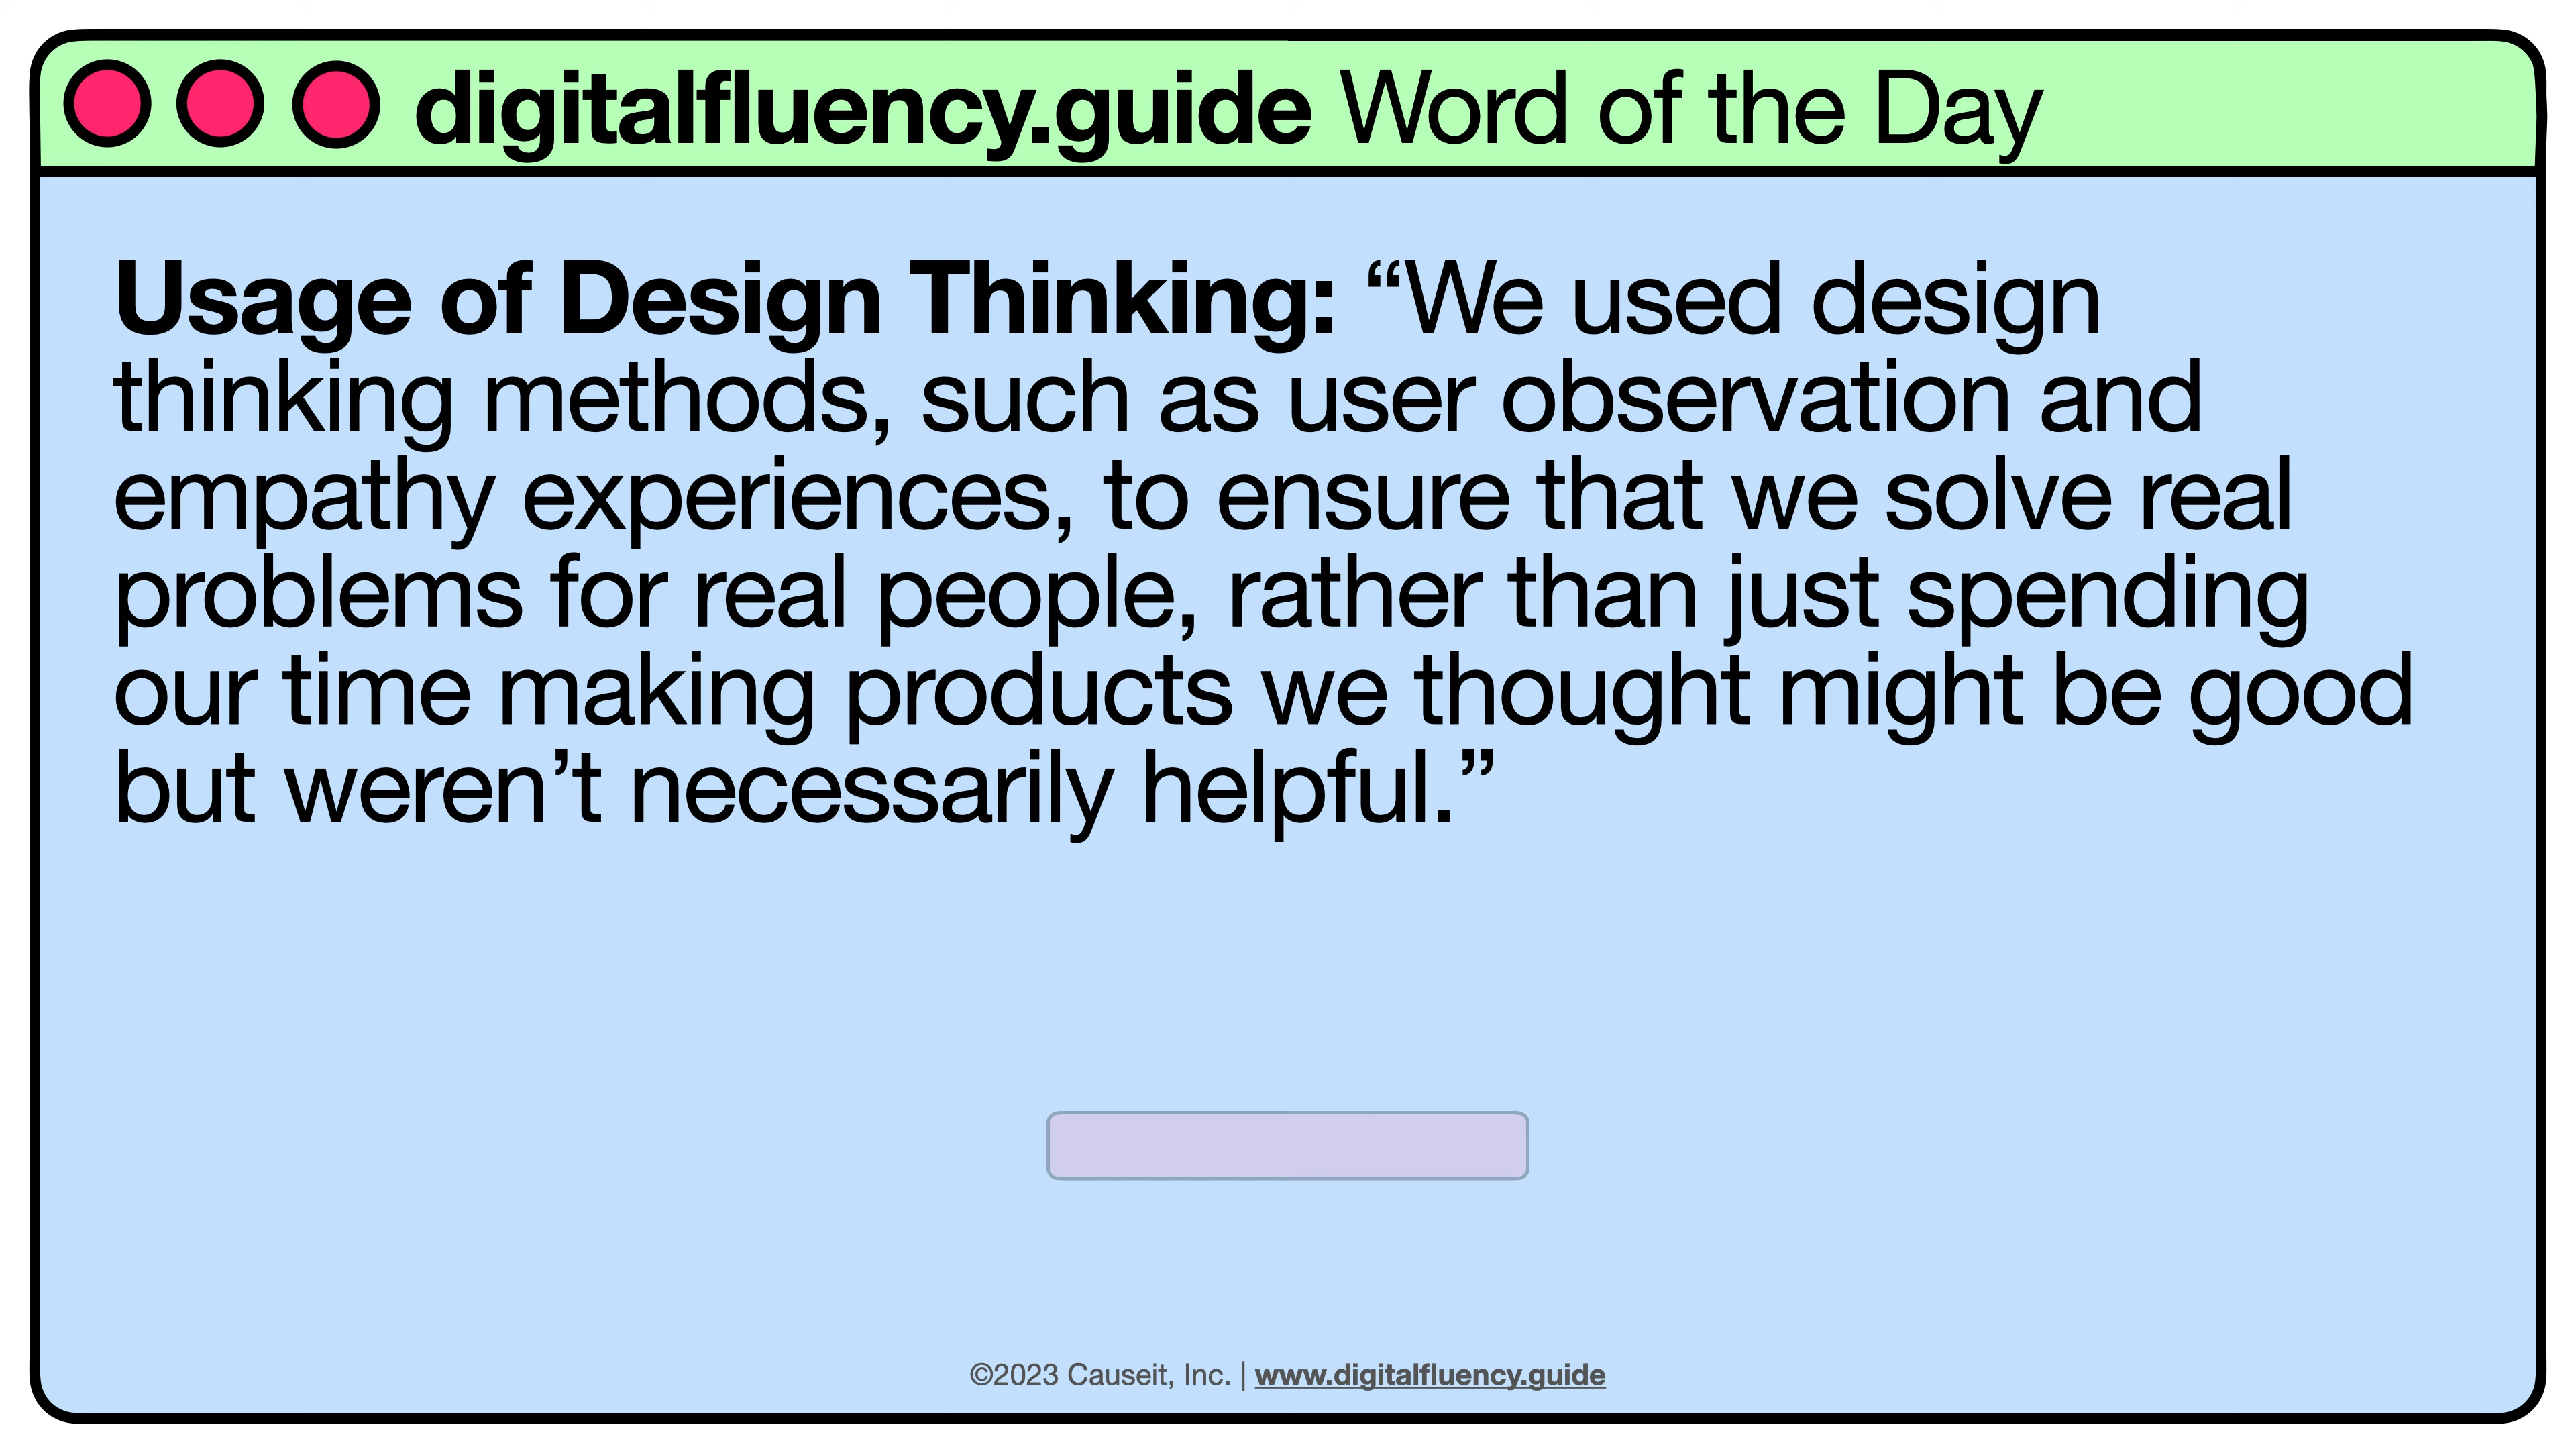 digitalfluency.guide Word of the Day
Usage of Design Thinking: “We used design
thinking methods, such as user observation and
empathy experiences, to ensure that we solve real
problems for real people, rather than just spending
our time making products we thought might be good
but weren’t necessarily helpful.”
©2023 Causeit, Inc. | www.digitalfluency.guide